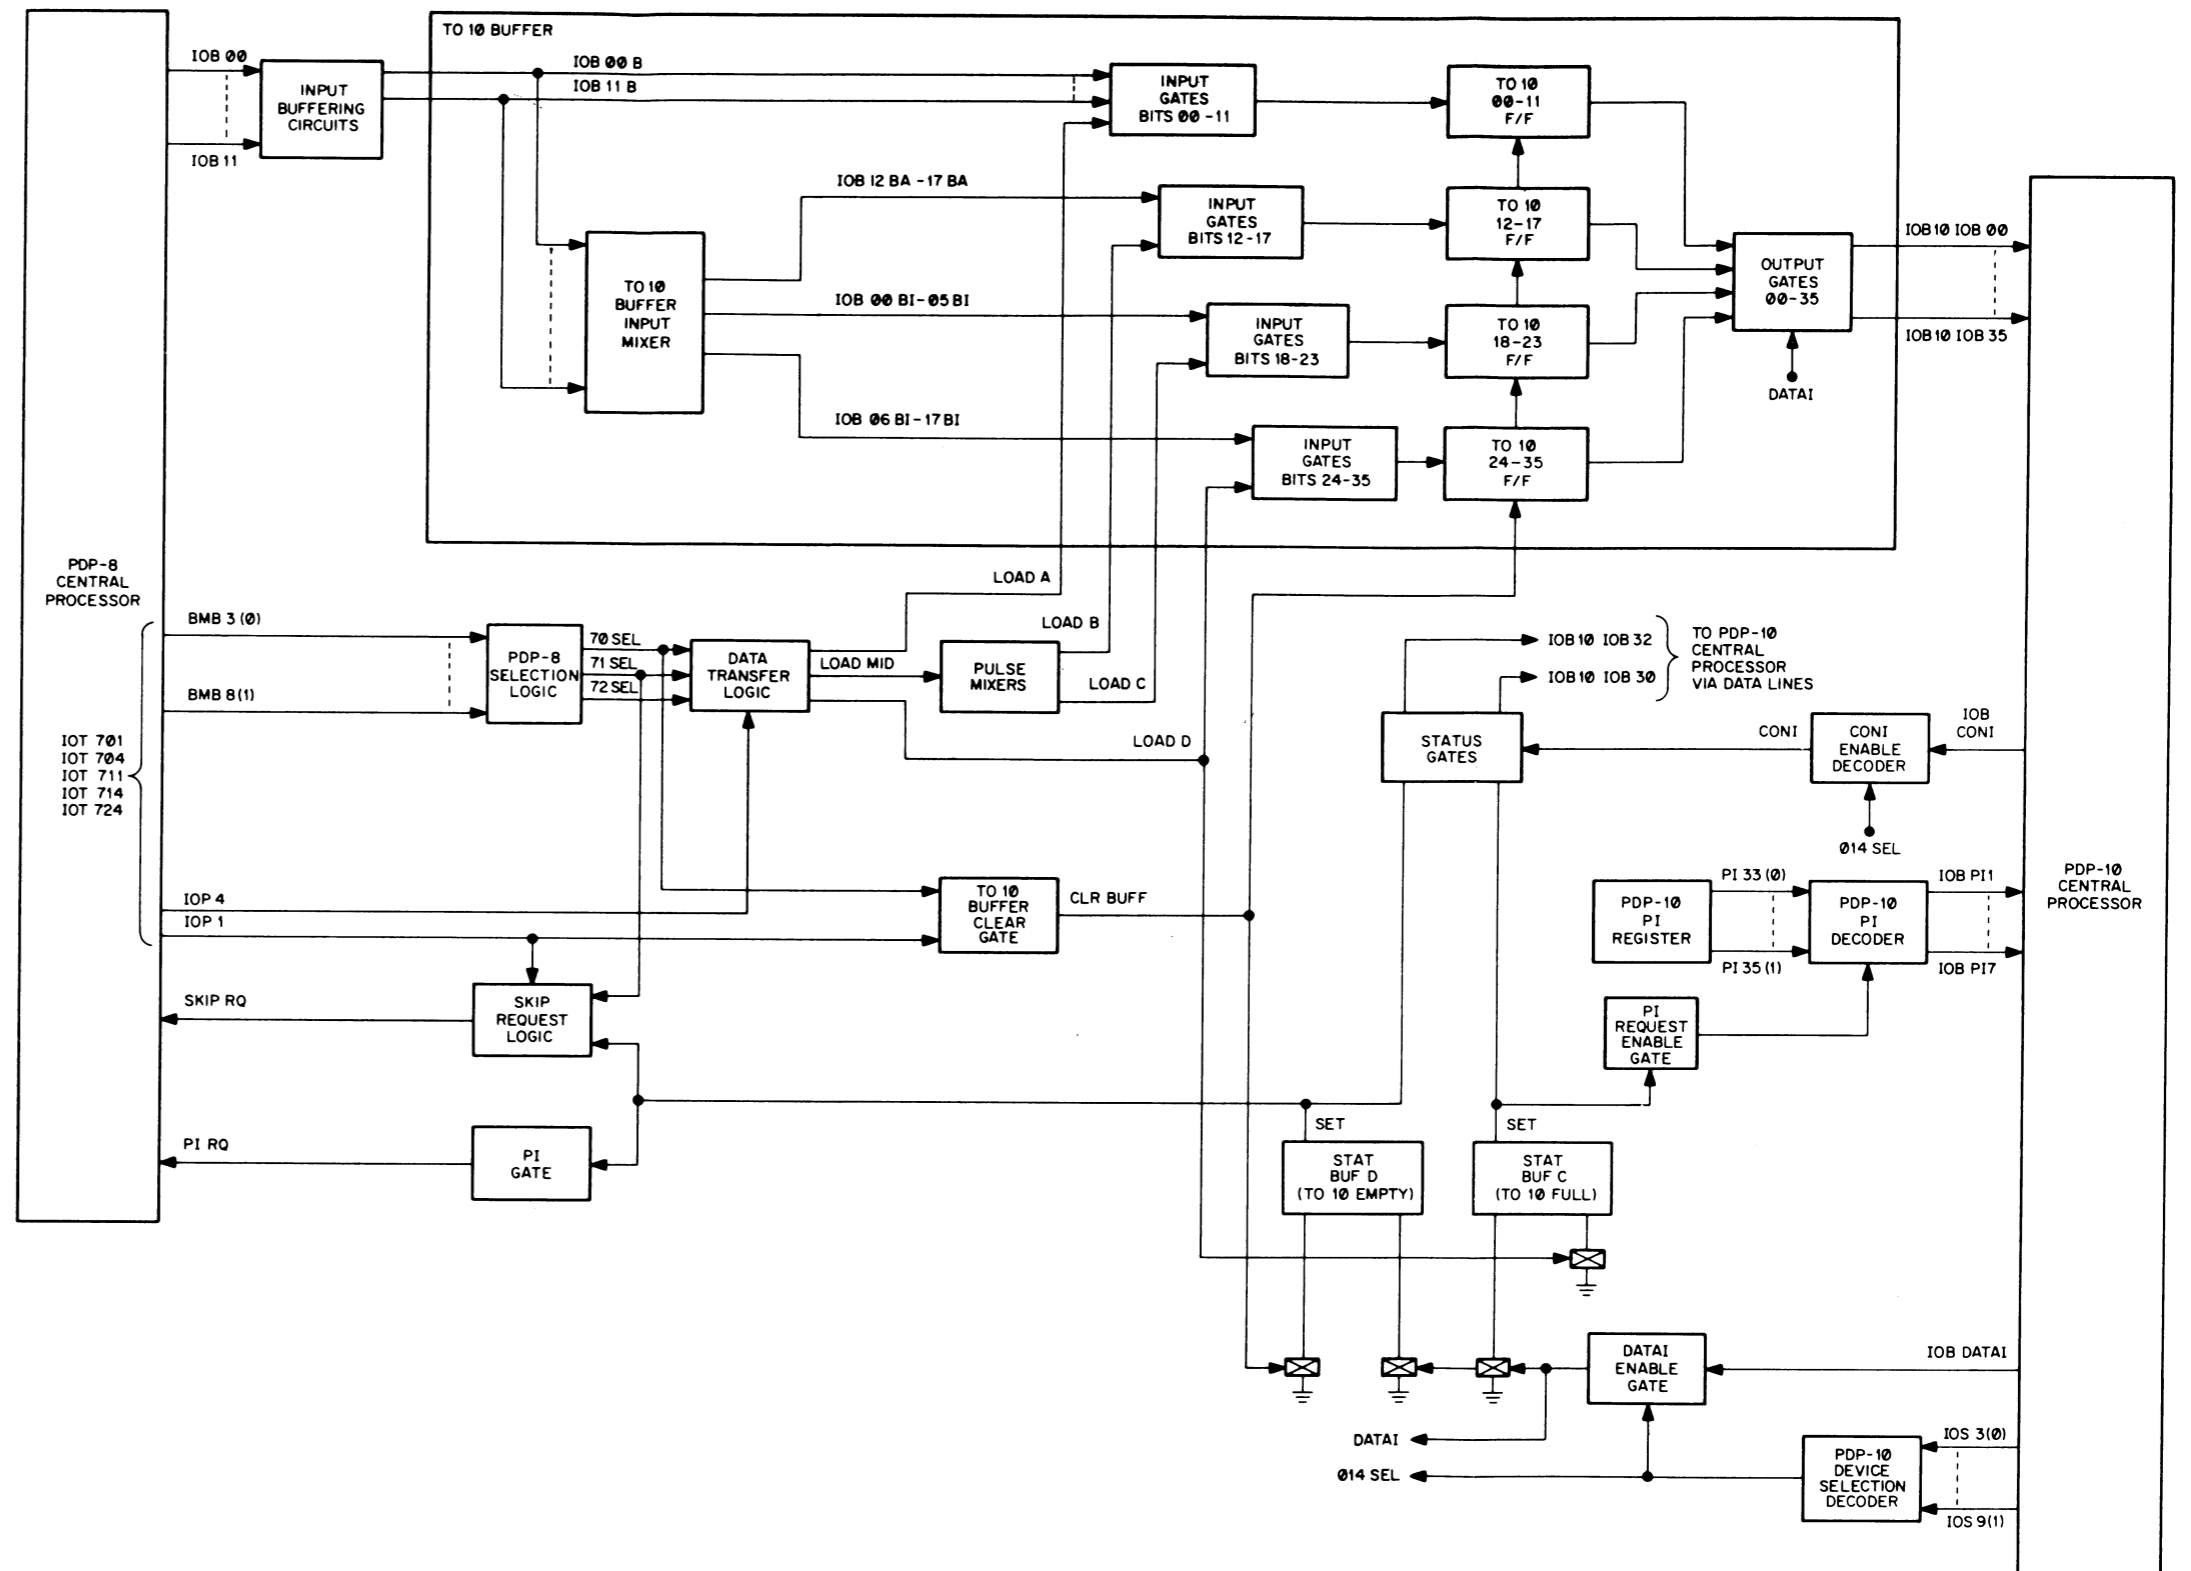 TO 10 BUFFER
IOB 00
IOB 11
INPUT
BUFFERING
CIRCUITS
IOB 00 B
IOB 11 B
INPUT
GATES
BITS 00-11
TO 10
00-11
F/F
IOB 12 BA -17 BA
INPUT
GATES
BITS 12-17
TO 10
12-17
F/F
TO 10
BUFFER
INPUT
MIXER
IOB 00 BI-05 BI
INPUT
GATES
BITS 18-23
TO 10
18-23
F/F
OUTPUT
GATES
00-35
DATAI
IOB10 IOB 00
IOB10 IOB 35
IOB 06 BI-17 BI
INPUT
GATES
BITS 24-35
TO 10
24-35
F/F
PDP-8
CENTRAL
PROCESSOR
BMB 3 (0)
BMB 8 (1)
IOT 701
IOT 704
IOT 711
IOT 714
IOT 724
PDP-8
SELECTION
LOGIC
70 SEL
71 SEL
72 SEL
DATA
TRANSFER
LOGIC
LOAD A
LOAD MID
PULSE
MIXERS
LOAD B
LOAD C
LOAD D
IOB10 IOB 32
IOB10 IOB 30
TO PDP-10
CENTRAL
PROCESSOR
VIA DATA LINES
STATUS
GATES
CONI
CONI
ENABLE
DECODER
IOB
CONI
014 SEL
IOP 4
IOP 1
TO 10
BUFFER
CLEAR
GATE
CLR BUFF
PDP-10
PI
REGISTER
PI 33 (0)
PI 35 (1)
PDP-10
PI
DECODER
IOB PI1
IOB PI7
PDP-10
CENTRAL
PROCESSOR
SKIP RQ
SKIP
REQUEST
LOGIC
PI
REQUEST
ENABLE
GATE
PI RQ
PI
GATE
SET
STAT
BUF D
(TO 10 EMPTY)
SET
STAT
BUF C
(TO 10 FULL)
DATAI
ENABLE
GATE
IOB DATAI
DATAI
014 SEL
PDP-10
DEVICE
SELECTION
DECODER
IOS 3(0)
IOS 9(1)